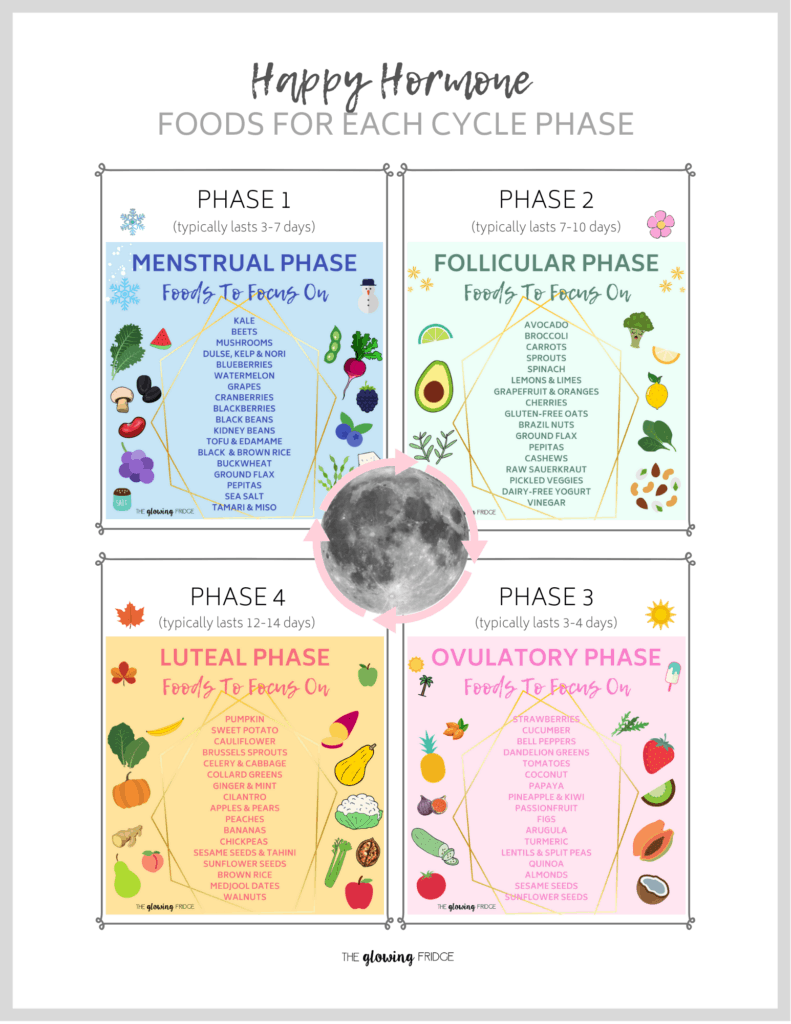 Happy Hormone
FOODS FOR EACH CYCLE PHASE
PHASE 1
(typically lasts 3-7 days)
MENSTRUAL PHASE
Foods To Focus On
KALE
BEETS
MUSHROOMS
DULSE, KELP & NORI
BLUEBERRIES
WATERMELON
GRAPES
CRANBERRIES
BLACKBERRIES
BLACK BEANS
KIDNEY BEANS
TOFU & EDAMAME
BLACK & BROWN RICE
BUCKWHEAT
GROUND FLAX
PEPITAS
SEA SALT
TAMARI & MISO
SALT
THE glowing FRIDGE
PHASE 2
(typically lasts 7-10 days)
FOLLICULAR PHASE
Foods To Focus On
AVOCADO
BROCCOLI
CARROTS
SPROUTS
SPINACH
LEMONS & LIMES
GRAPEFRUIT & ORANGES
CHERRIES
GLUTEN-FREE OATS
BRAZIL NUTS
GROUND FLAX
PEPITAS
CASHEWS
RAW SAUERKRAUT
PICKLED VEGGIES
DAIRY-FREE YOGURT
VINEGAR
FRIDGE
PHASE 4
(typically lasts 12-14 days)
LUTEAL PHASE
Foods To Focus On
PUMPKIN
SWEET POTATO
CAULIFLOWER
BRUSSELS SPROUTS
CELERY & CABBAGE
COLLARD GREENS
GINGER & MINT
CILANTRO
APPLES & PEARS
PEACHES
BANANAS
CHICKPEAS
SESAME SEEDS & TAHINI
SUNFLOWER SEEDS
BROWN RICE
MEDJOOL DATES
WALNUTS
THE glowing FRIDGE
PHASE 3
(typically lasts 3-4 days)
OVULATORY PHASE
Foods To Focus On
STRAWBERRIES
CUCUMBER
BELL PEPPERS
DANDELION GREENS
TOMATOES
COCONUT
PAPAYA
PINEAPPLE & KIWI
PASSIONFRUIT
FIGS
ARUGULA
TURMERIC
LENTILS & SPLIT PEAS
QUINOA
ALMONDS
SESAME SEEDS
SUNFLOWER SEEDS
THE glowing FRIDGE
THE glowing FRIDGE